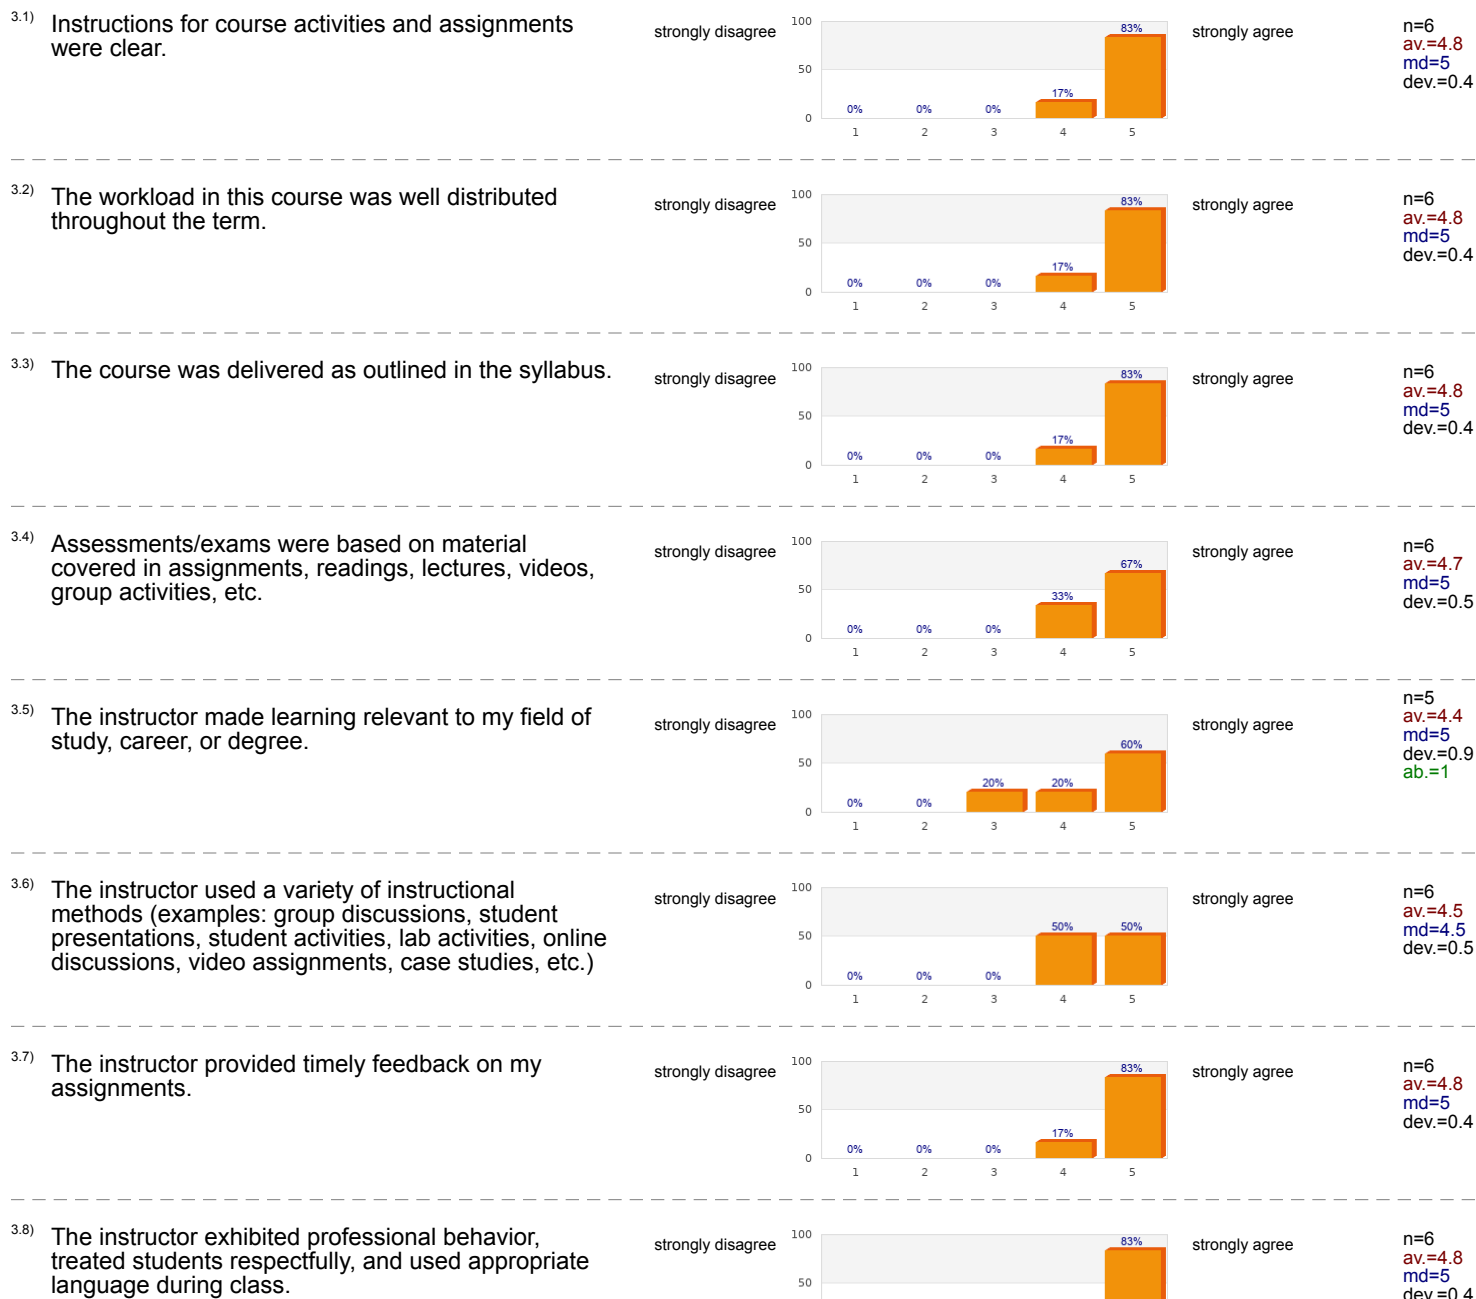 3.1) Instructions for course activities and assignments
were clear.
strongly disagree
100
50
0
0%
0%
0%
17%
83%
1 2 3 4 5
strongly agree
n=6
av.=4.8
md=5
dev.=0.4
3.2) The workload in this course was well distributed
throughout the term.
strongly disagree
100
50
0
0%
0%
0%
17%
83%
1 2 3 4 5
strongly agree
n=6
av.=4.8
md=5
dev.=0.4
3.3) The course was delivered as outlined in the syllabus.
strongly disagree
100
50
0
0%
0%
0%
17%
83%
1 2 3 4 5
strongly agree
n=6
av.=4.8
md=5
dev.=0.4
3.4) Assessments/exams were based on material
covered in assignments, readings, lectures, videos,
group activities, etc.
strongly disagree
100
50
0
0%
0%
0%
33%
67%
1 2 3 4 5
strongly agree
n=6
av.=4.7
md=5
dev.=0.5
3.5) The instructor made learning relevant to my field of
study, career, or degree.
strongly disagree
100
50
0
0%
0%
20%
20%
60%
1 2 3 4 5
strongly agree
n=5
av.=4.4
md=5
dev.=0.9
ab.=1
3.6) The instructor used a variety of instructional
methods (examples: group discussions, student
presentations, student activities, lab activities, online
discussions, video assignments, case studies, etc.)
strongly disagree
100
50
0
0%
0%
0%
50%
50%
1 2 3 4 5
strongly agree
n=6
av.=4.5
md=4.5
dev.=0.5
3.7) The instructor provided timely feedback on my
assignments.
strongly disagree
100
50
0
0%
0%
0%
17%
83%
1 2 3 4 5
strongly agree
n=6
av.=4.8
md=5
dev.=0.4
3.8) The instructor exhibited professional behavior,
treated students respectfully, and used appropriate
language during class.
strongly disagree
100
50
83%
strongly agree
n=6
av.=4.8
md=5
dev.=0.4